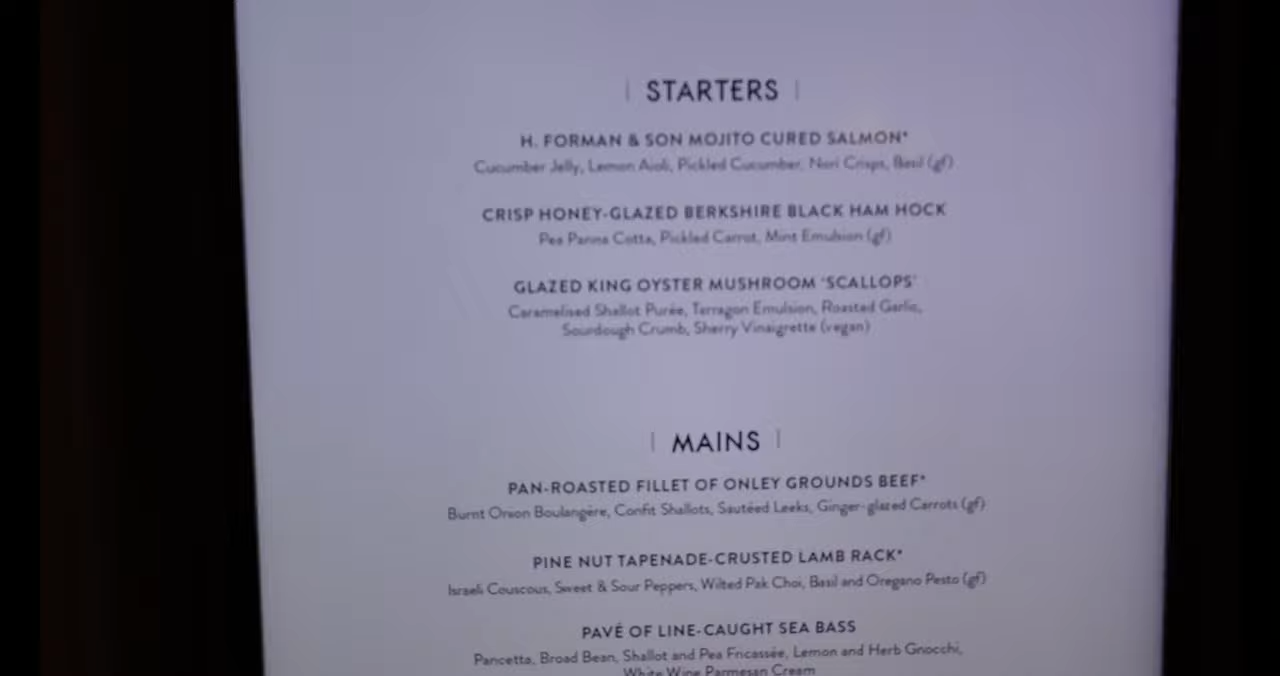 STARTERS
H. FORMAN & SON MOJITO CURED SALMON*
Cucumber Jelly, Lemon Aioli, Pickled Cucumber, Nori Crisps, Basil (gf)
CRISP HONEY-GLAZED BERKSHIRE BLACK HAM HOCK
Pea Panna Cotta, Pickled Carrot, Mint Emulsion (gf)
GLAZED KING OYSTER MUSHROOM 'SCALLOPS'
Caramelised Shallot Purée, Tarragon Emulsion, Roasted Garlic,
Sourdough Crumb, Sherry Vinaigrette (vegan)
MAINS
PAN-ROASTED FILLET OF ONLEY GROUNDS BEEF*
Burnt Onion Boulangère, Confit Shallots, Sautéed Leeks, Ginger-glazed Carrots (gf)
PINE NUT TAPENADE-CRUSTED LAMB RACK*
Israeli Couscous, Sweet & Sour Peppers, Wilted Pak Choi, Basil and Oregano Pesto (gf)
PAVÉ OF LINE-CAUGHT SEA BASS
Pancetta, Broad Bean, Shallot and Pea Fricassée, Lemon and Herb Gnocchi,
White Wine Parmesan Cream